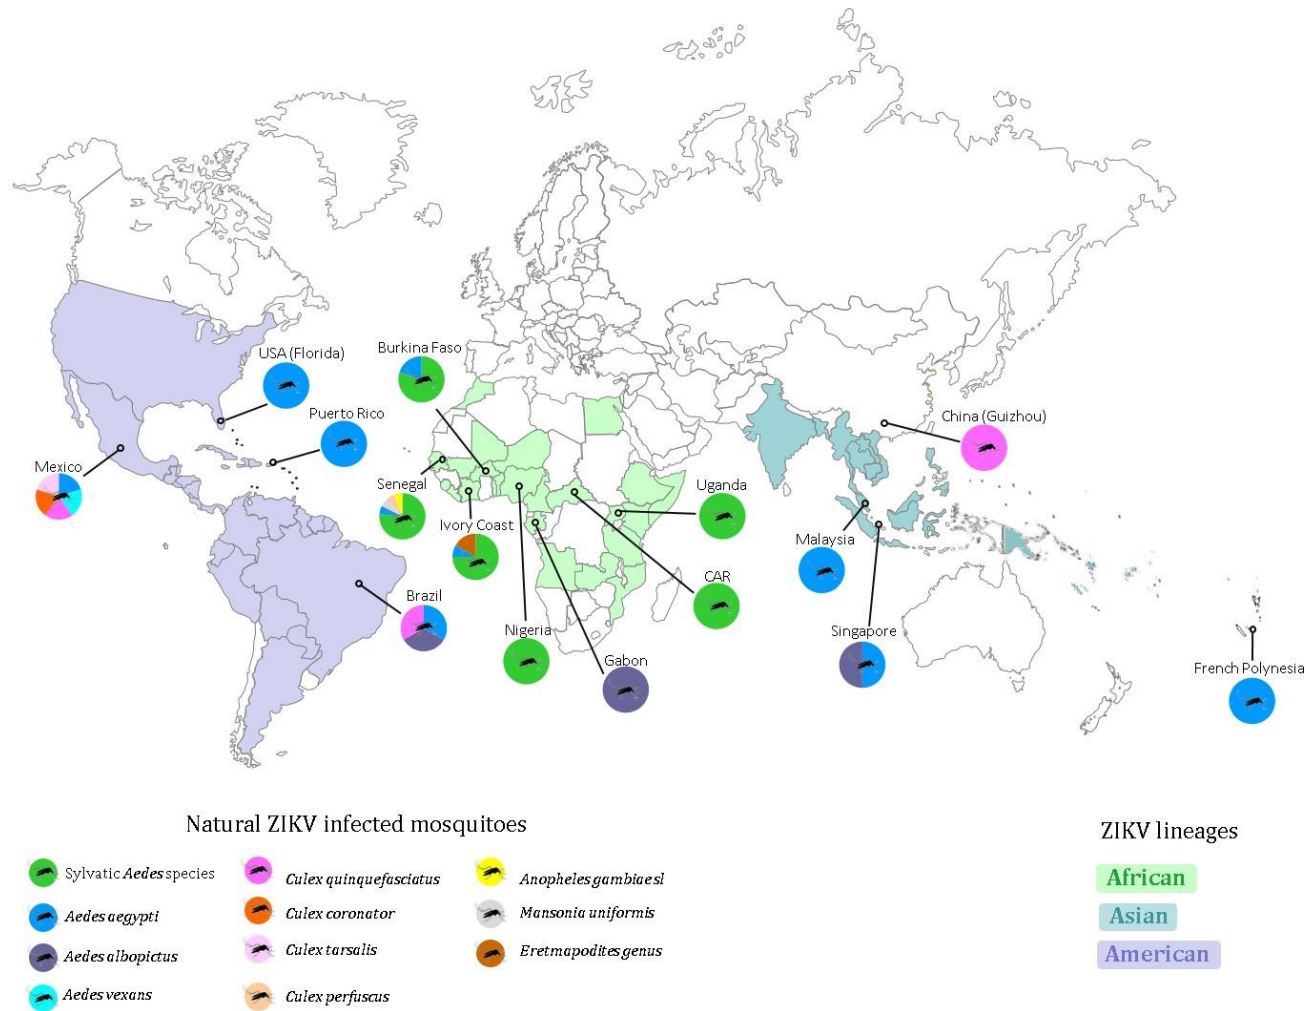 USA (Florida)
Burkina Faso
Puerto Rico
China (Guizhou)
Mexico
Senegal
Uganda
Ivory Coast
Malaysia
CAR
Brazil
Nigeria
Singapore
Gabon
French Polynesia
Natural ZIKV infected mosquitoes
Sylvatic Aedes species
Aedes aegypti
Aedes albopictus
Aedes vexans
Culex quinquefasciatus
Culex coronator
Culex tarsalis
Culex perfuscus
Anopheles gambiae sl
Mansonia uniformis
Eretmapodites genus
ZIKV lineages
African
Asian
American